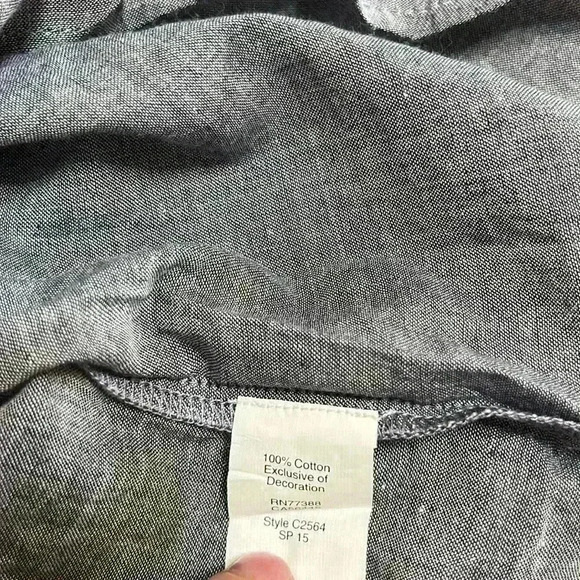 100% Cotton
Exclusive of
Decoration
RN77388
Style C2564
SP 15